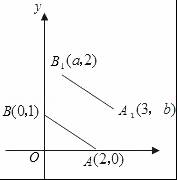 y
B₁(a,2)
A₁(3, b)
B(0,1)
O
A(2,0)